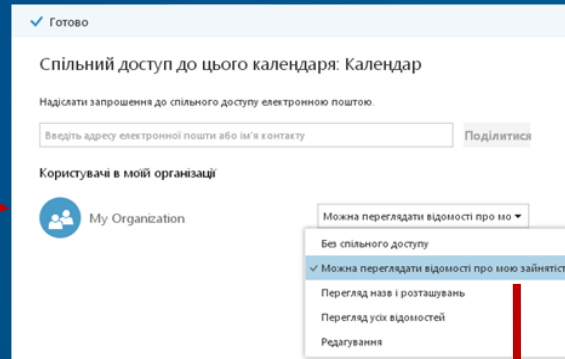 Готово
Спільний доступ до цього календаря: Календар
Надіслати запрошення до спільного доступу електронною поштою.
Введіть адресу електронної пошти або ім'я контакту
Поділитися
Користувачі в моїй організації
My Organization
Можна переглядати відомості про мо
Без спільного доступу
Можна переглядати відомості про мою зайнятіст
Перегляд назв і розташувань
Перегляд усіх відомостей
Редагування